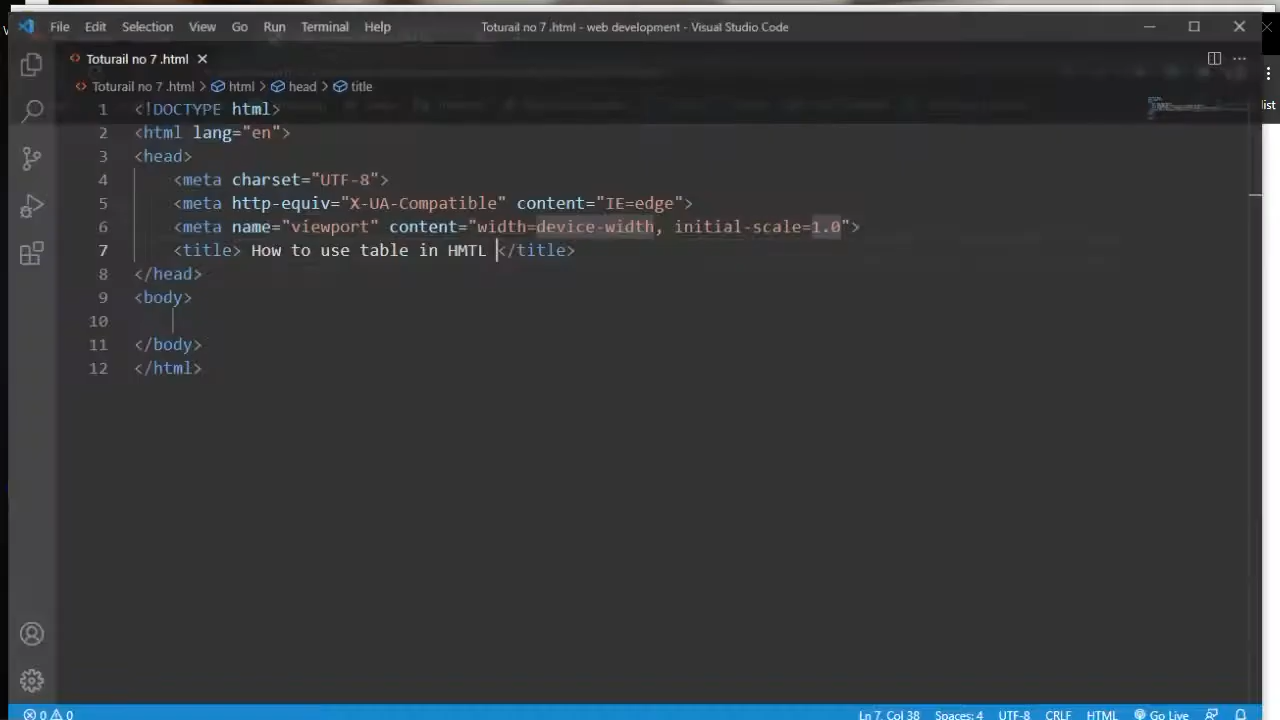 File Edit Selection View Go Run Terminal Help Toturail no 7 .html - web development - Visual Studio Code
Toturail no 7 .html
Toturail no 7 .html > html > head > title
1 <!DOCTYPE html>
2 <html lang="en">
3 <head>
4 <meta charset="UTF-8">
5 <meta http-equiv="X-UA-Compatible" content="IE=edge">
6 <meta name="viewport" content="width=device-width, initial-scale=1.0">
7 <title> How to use table in HMTL </title>
8 </head>
9 <body>
10
11 </body>
12 </html>
list
0 0 Ln 7, Col 38 Spaces: 4 UTF-8 CRLF HTML Go Live